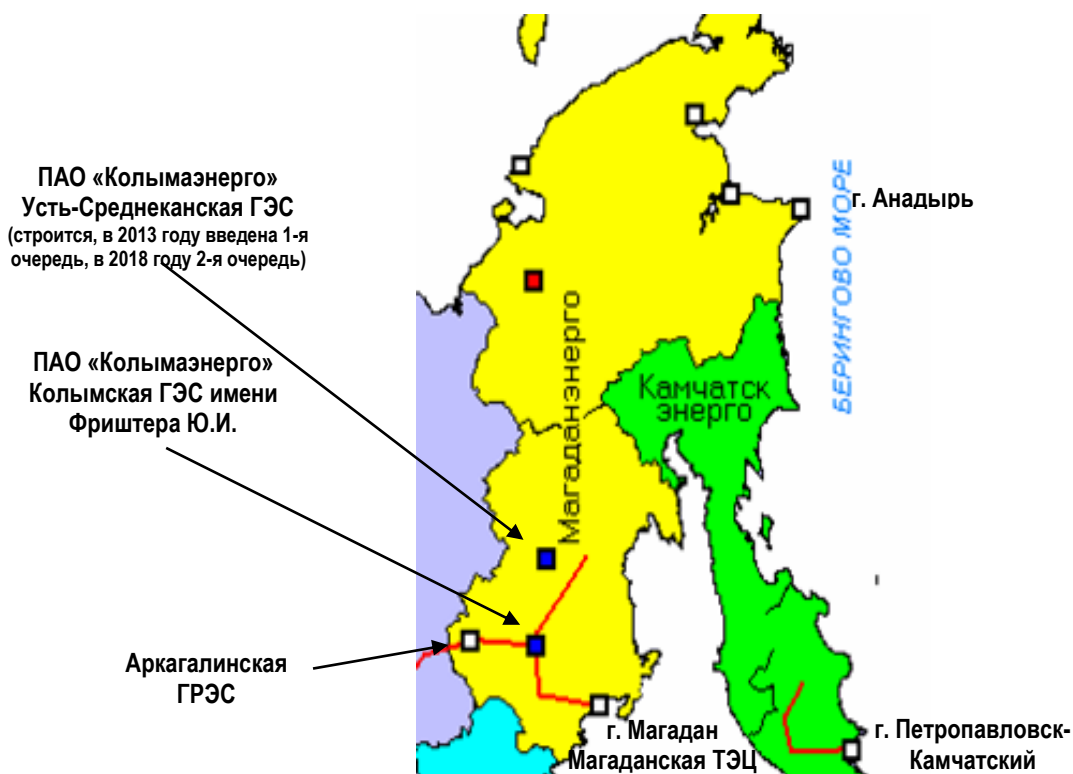 ПАО «Колымаэнерго»
Усть-Среднеканская ГЭС
(строится, в 2013 году введена 1-я
очередь, в 2018 году 2-я очередь)
ПАО «Колымаэнерго»
Колымская ГЭС имени
Фриштера Ю.И.
Аркагалинская
ГРЭС
Магаданэнерго
Камчатск
энерго
БЕРИНГОВО МОРЕ
г. Анадырь
г. Магадан
Магаданская ТЭЦ
г. Петропавловск-
Камчатский